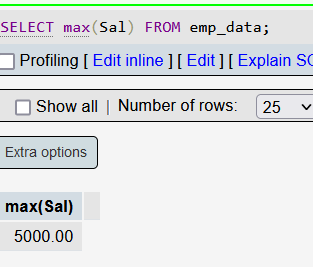 SELECT max(Sal) FROM emp_data;
Profiling [ Edit inline ] [ Edit ] [ Explain
Show all | Number of rows: 25
Extra options
max(Sal)
5000.00